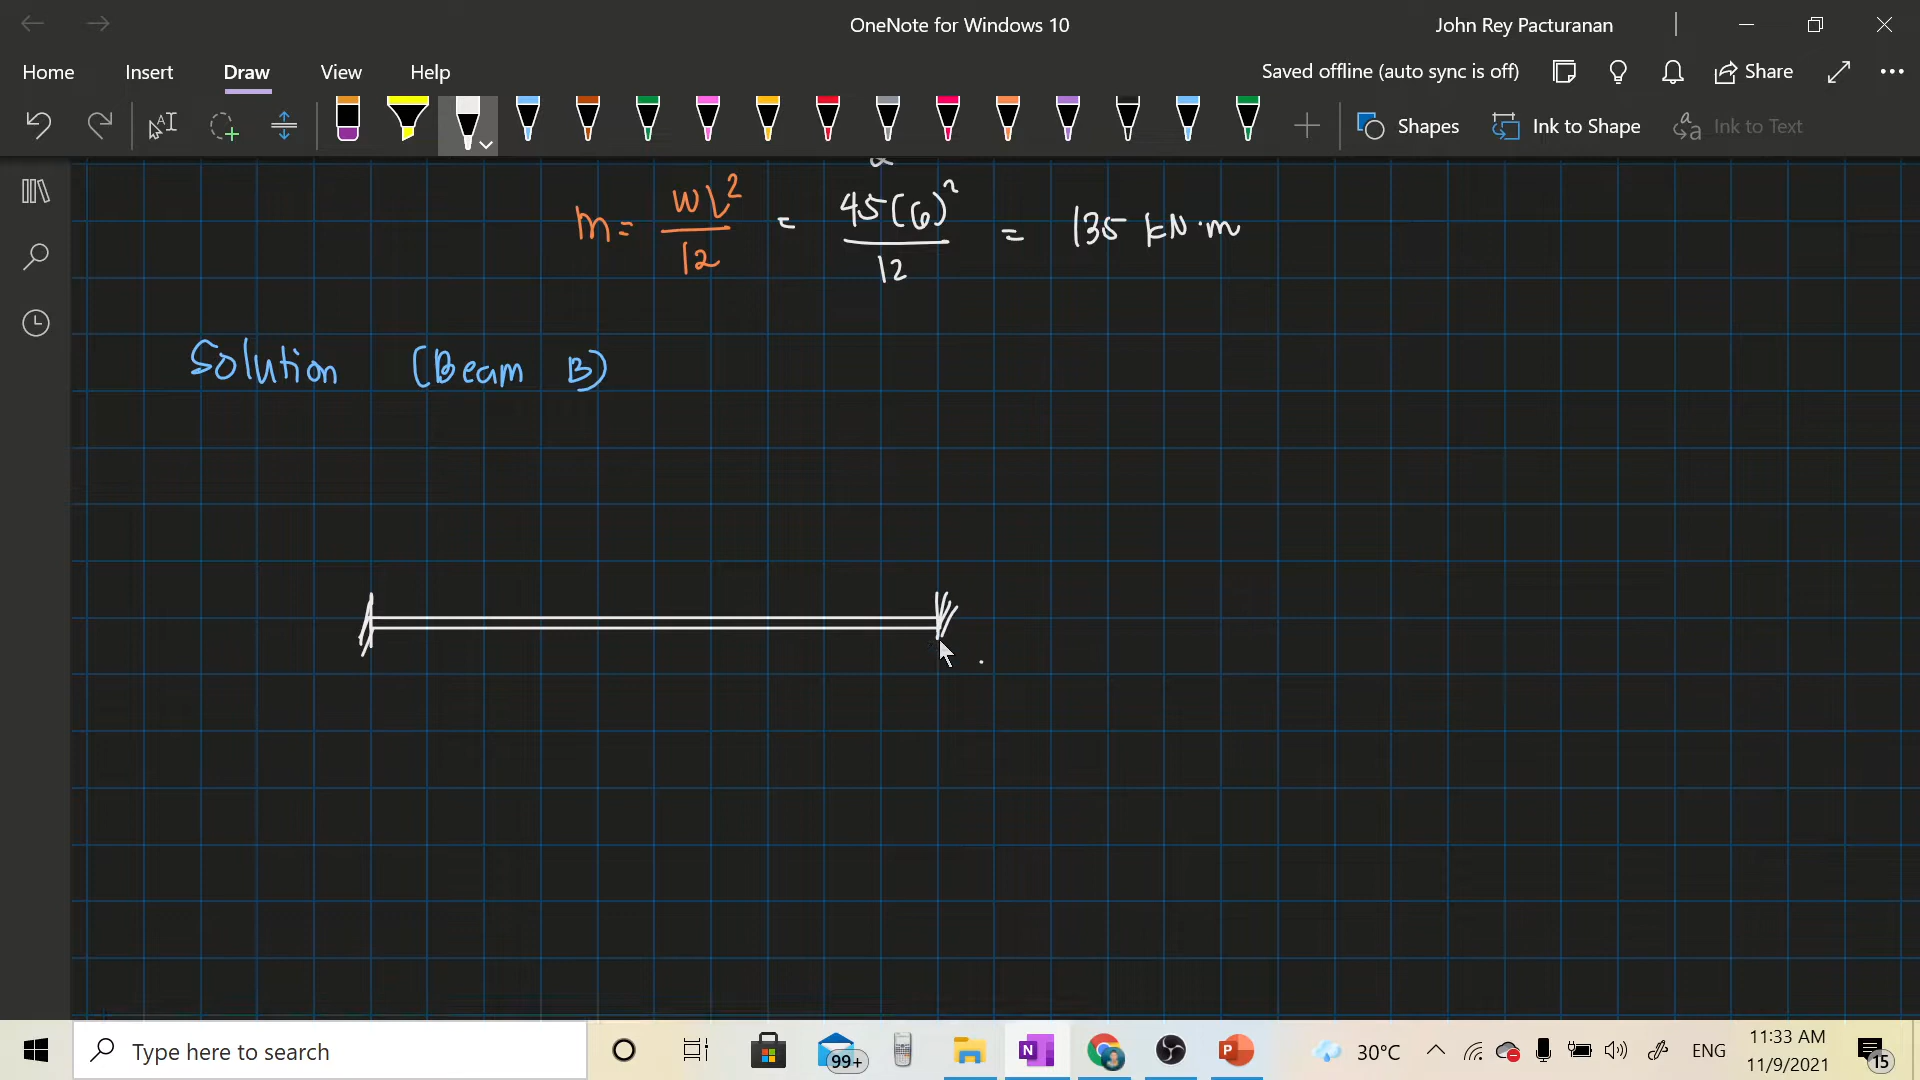 OneNote for Windows 10
John Rey Pacturanan
Home Insert Draw View Help
Saved offline (auto sync is off)
Share
Shapes
Ink to Shape
Ink to Text
m = wL² / 12 = 45(6)² / 12 = 135 kN·m
Solution (Beam B)
Type here to search
99+
30°C
ENG
11:33 AM
11/9/2021
15